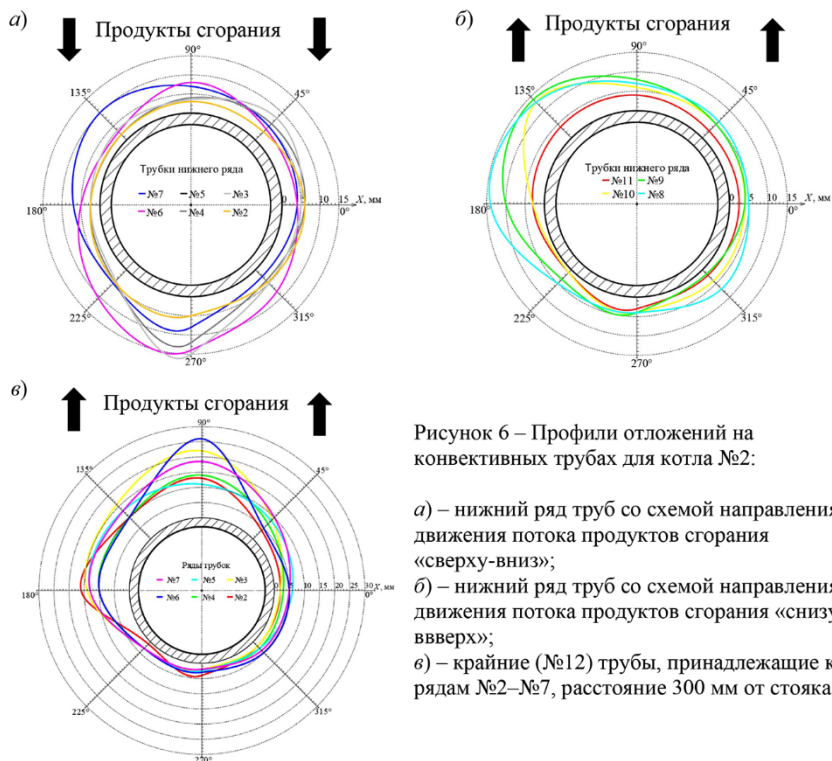 а)
Продукты сгорания
90°
135°
45°
Трубки нижнего ряда
№7 №5 №3
№6 №4 №2
180°
0 5 10 15 X, мм
0°
225°
315°
270°
б)
Продукты сгорания
90°
135°
45°
Трубки нижнего ряда
№11 №9
№10 №8
180°
0 5 10 15 X, мм
0°
225°
315°
270°
в)
Продукты сгорания
90°
135°
45°
Ряды трубок
№7 №5 №3
№6 №4 №2
180°
0 5 10 15 20 25 30 X, мм
0°
225°
315°
270°
Рисунок 6 – Профили отложений на
конвективных трубах для котла №2:
а) – нижний ряд труб со схемой направления
движения потока продуктов сгорания
«сверху-вниз»;
б) – нижний ряд труб со схемой направления
движения потока продуктов сгорания «снизу
ввверх»;
в) – крайние (№12) трубы, принадлежащие к
рядам №2–№7, расстояние 300 мм от стояка